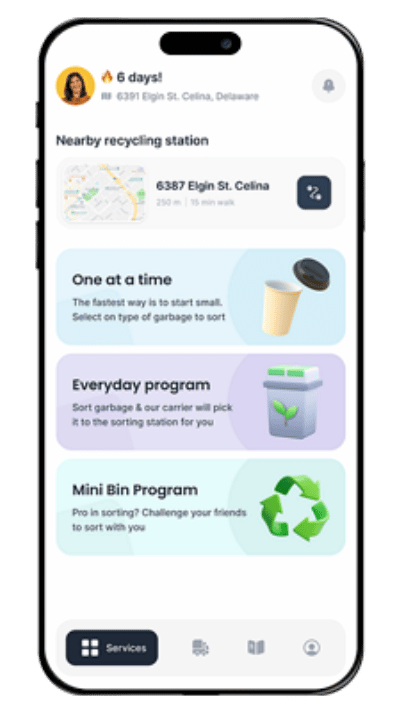 6 days!
6391 Elgin St. Celina, Delaware
Nearby recycling station
6387 Elgin St. Celina
250 m | 15 min walk
One at a time
The fastest way is to start small.
Select on type of garbage to sort
Everyday program
Sort garbage & our carrier will pick
it to the sorting station for you
Mini Bin Program
Pro in sorting? Challenge your friends
to sort with you
Services